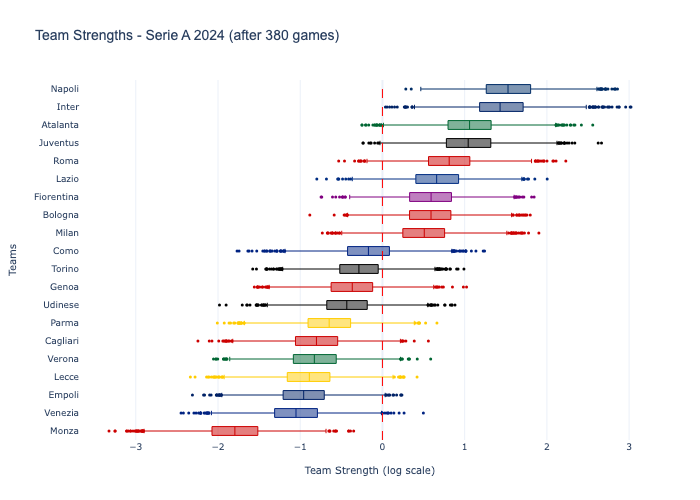 Team Strengths - Serie A 2024 (after 380 games)
Napoli
Inter
Atalanta
Juventus
Roma
Lazio
Fiorentina
Bologna
Milan
Como
Torino
Genoa
Udinese
Parma
Cagliari
Verona
Lecce
Empoli
Venezia
Monza
Teams
−3 −2 −1 0 1 2 3
Team Strength (log scale)